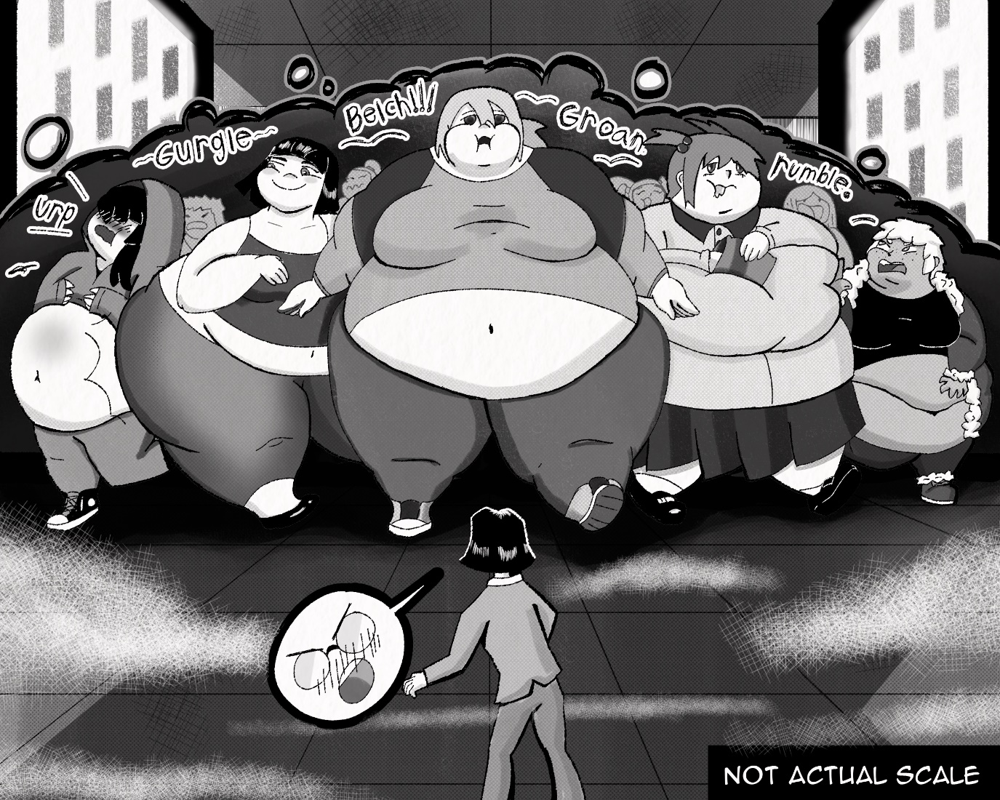 Belch!!!
~Groan
~Gurgle~
rumble.
urp
NOT ACTUAL SCALE